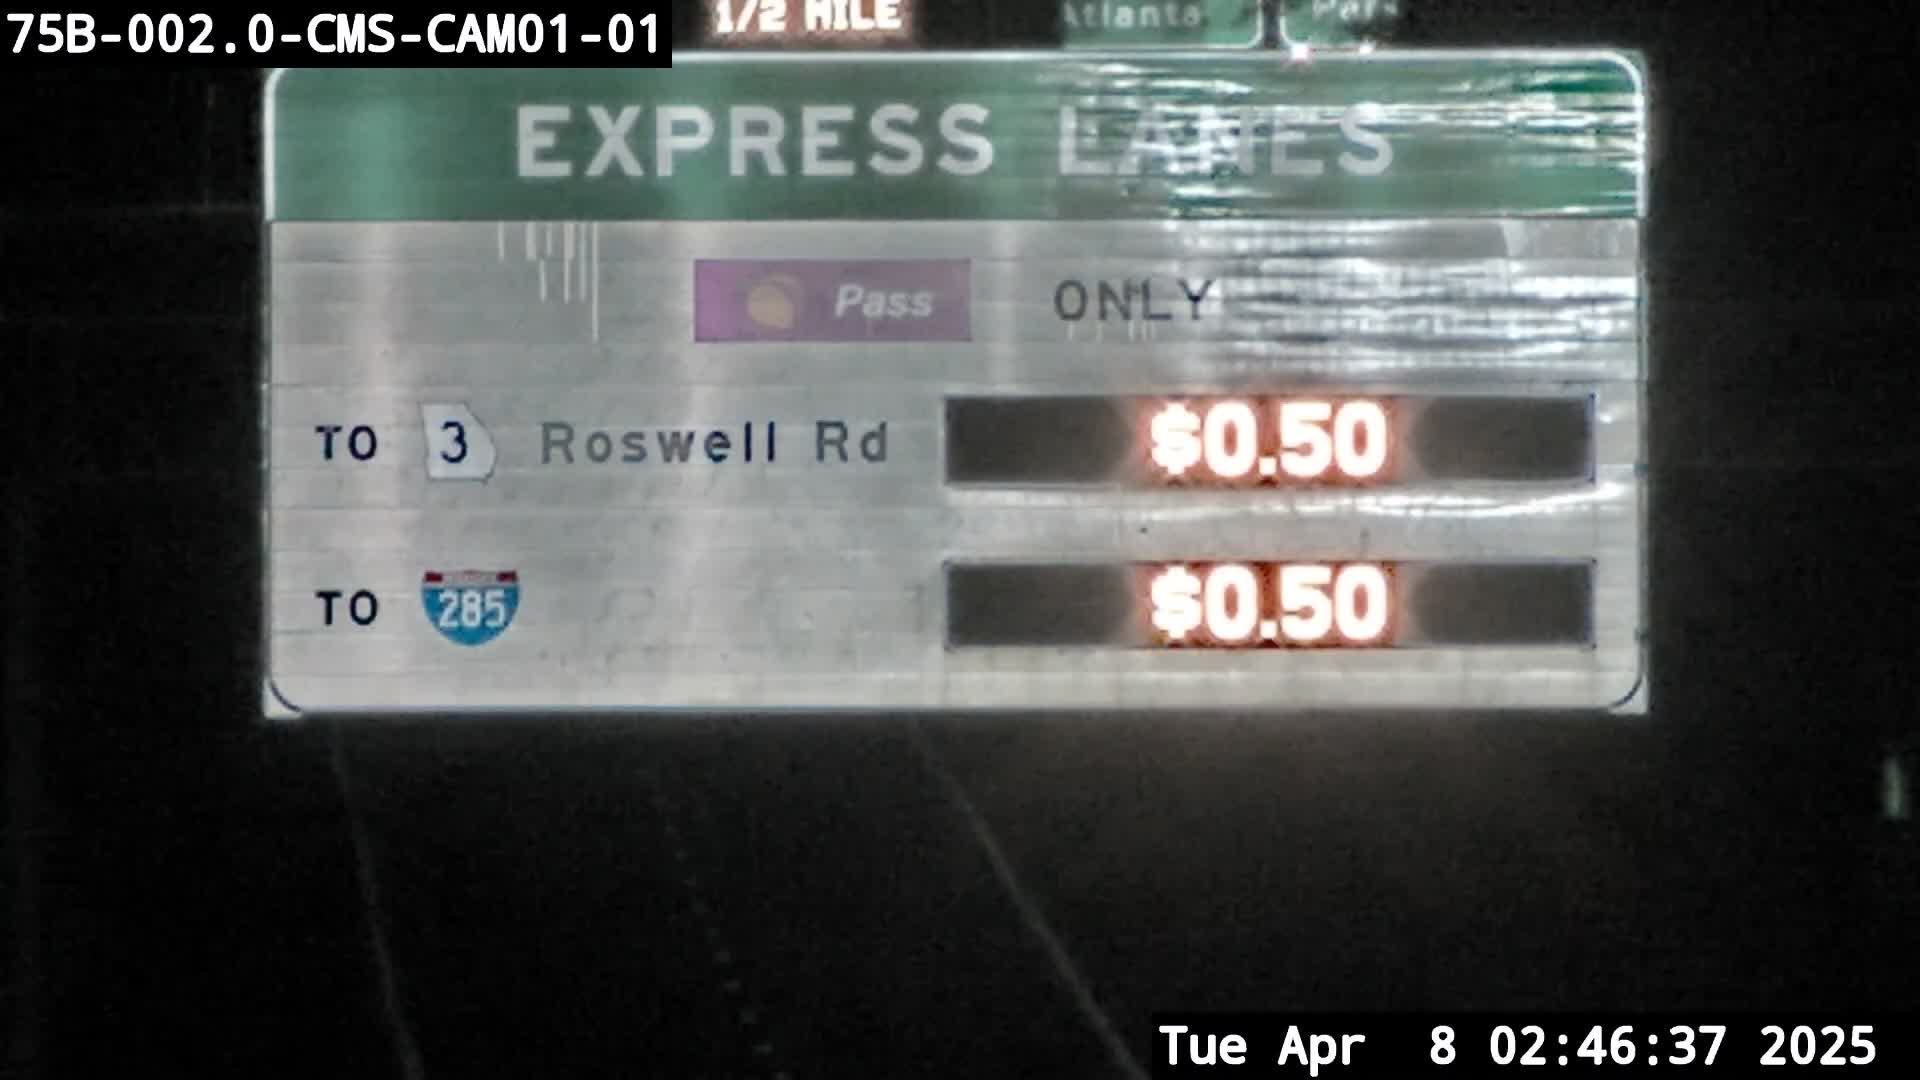 75B-002.0-CMS-CAM01-01
1/2 MILE
Atlanta
EXPRESS LANES
Pass ONLY
TO 3 Roswell Rd $0.50
TO 285 $0.50
Tue Apr 8 02:46:37 2025